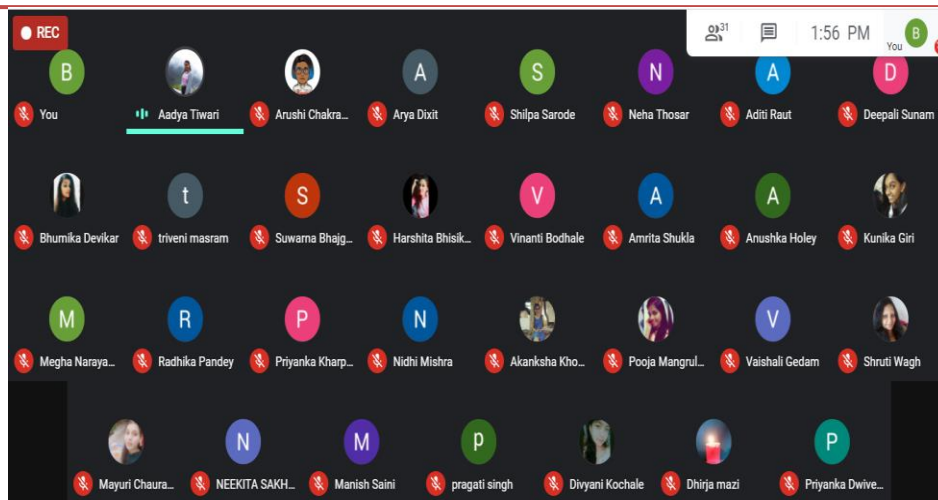 REC 31 1:56 PM You B
B A S N A D
You Aadya Tiwari Arushi Chakra... Arya Dixit Shilpa Sarode Neha Thosar Aditi Raut Deepali Sunam
t S V A A
Bhumika Devikar triveni masram Suwarna Bhajg... Harshita Bhisik... Vinanti Bodhale Amrita Shukla Anushka Holey Kunika Giri
M R P N V
Megha Naraya... Radhika Pandey Priyanka Kharp... Nidhi Mishra Akanksha Kho... Pooja Mangrul... Vaishali Gedam Shruti Wagh
N M p P
Mayuri Chaura... NEEKITA SAKH... Manish Saini pragati singh Divyani Kochale Dhirja mazi Priyanka Dwive...